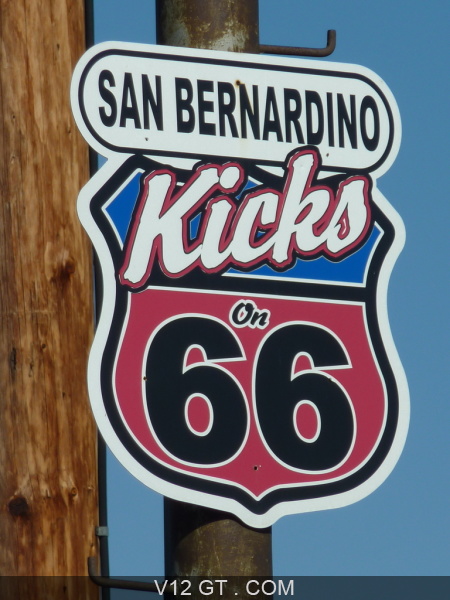 SAN BERNARDINO
Kicks
On
66
V12 GT . COM